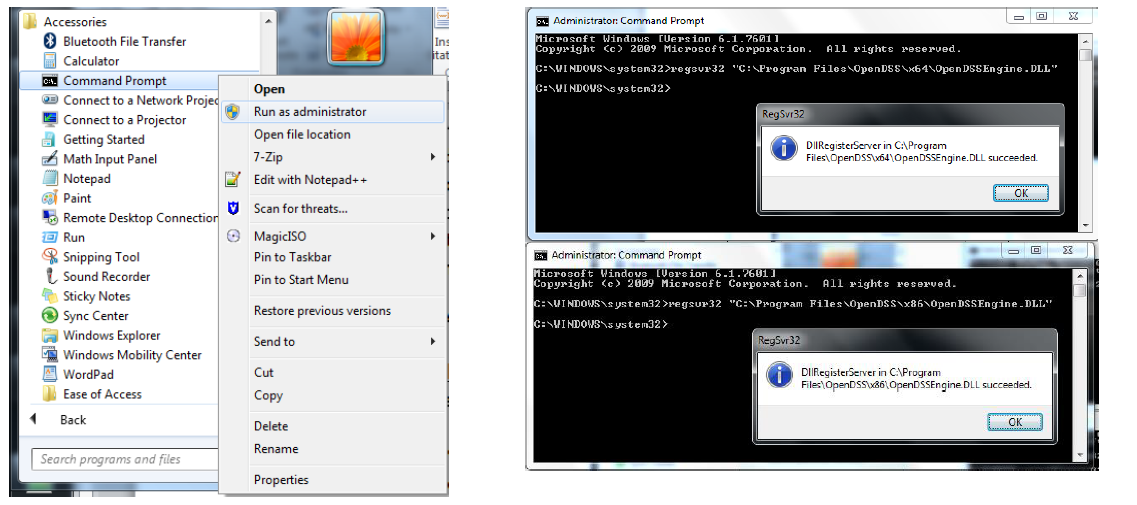 Accessories
Bluetooth File Transfer
Calculator
Command Prompt
Connect to a Network Projec
Connect to a Projector
Getting Started
Math Input Panel
Notepad
Paint
Remote Desktop Connection
Run
Snipping Tool
Sound Recorder
Sticky Notes
Sync Center
Windows Explorer
Windows Mobility Center
WordPad
Ease of Access
Back
Search programs and files
Open
Run as administrator
Open file location
7-Zip
Edit with Notepad++
Scan for threats...
MagicISO
Pin to Taskbar
Pin to Start Menu
Restore previous versions
Send to
Cut
Copy
Delete
Rename
Properties
Ins
itat
Administrator: Command Prompt
Microsoft Windows [Version 6.1.7601]
Copyright (c) 2009 Microsoft Corporation. All rights reserved.
C:\WINDOWS\system32>regsvr32 "C:\Program Files\OpenDSS\x64\OpenDSSEngine.DLL"
C:\WINDOWS\system32>
RegSvr32
DllRegisterServer in C:\Program
Files\OpenDSS\x64\OpenDSSEngine.DLL succeeded.
OK
Administrator: Command Prompt
Microsoft Windows [Version 6.1.7601]
Copyright (c) 2009 Microsoft Corporation. All rights reserved.
C:\WINDOWS\system32>regsvr32 "C:\Program Files\OpenDSS\x86\OpenDSSEngine.DLL"
C:\WINDOWS\system32>
RegSvr32
DllRegisterServer in C:\Program
Files\OpenDSS\x86\OpenDSSEngine.DLL succeeded.
OK